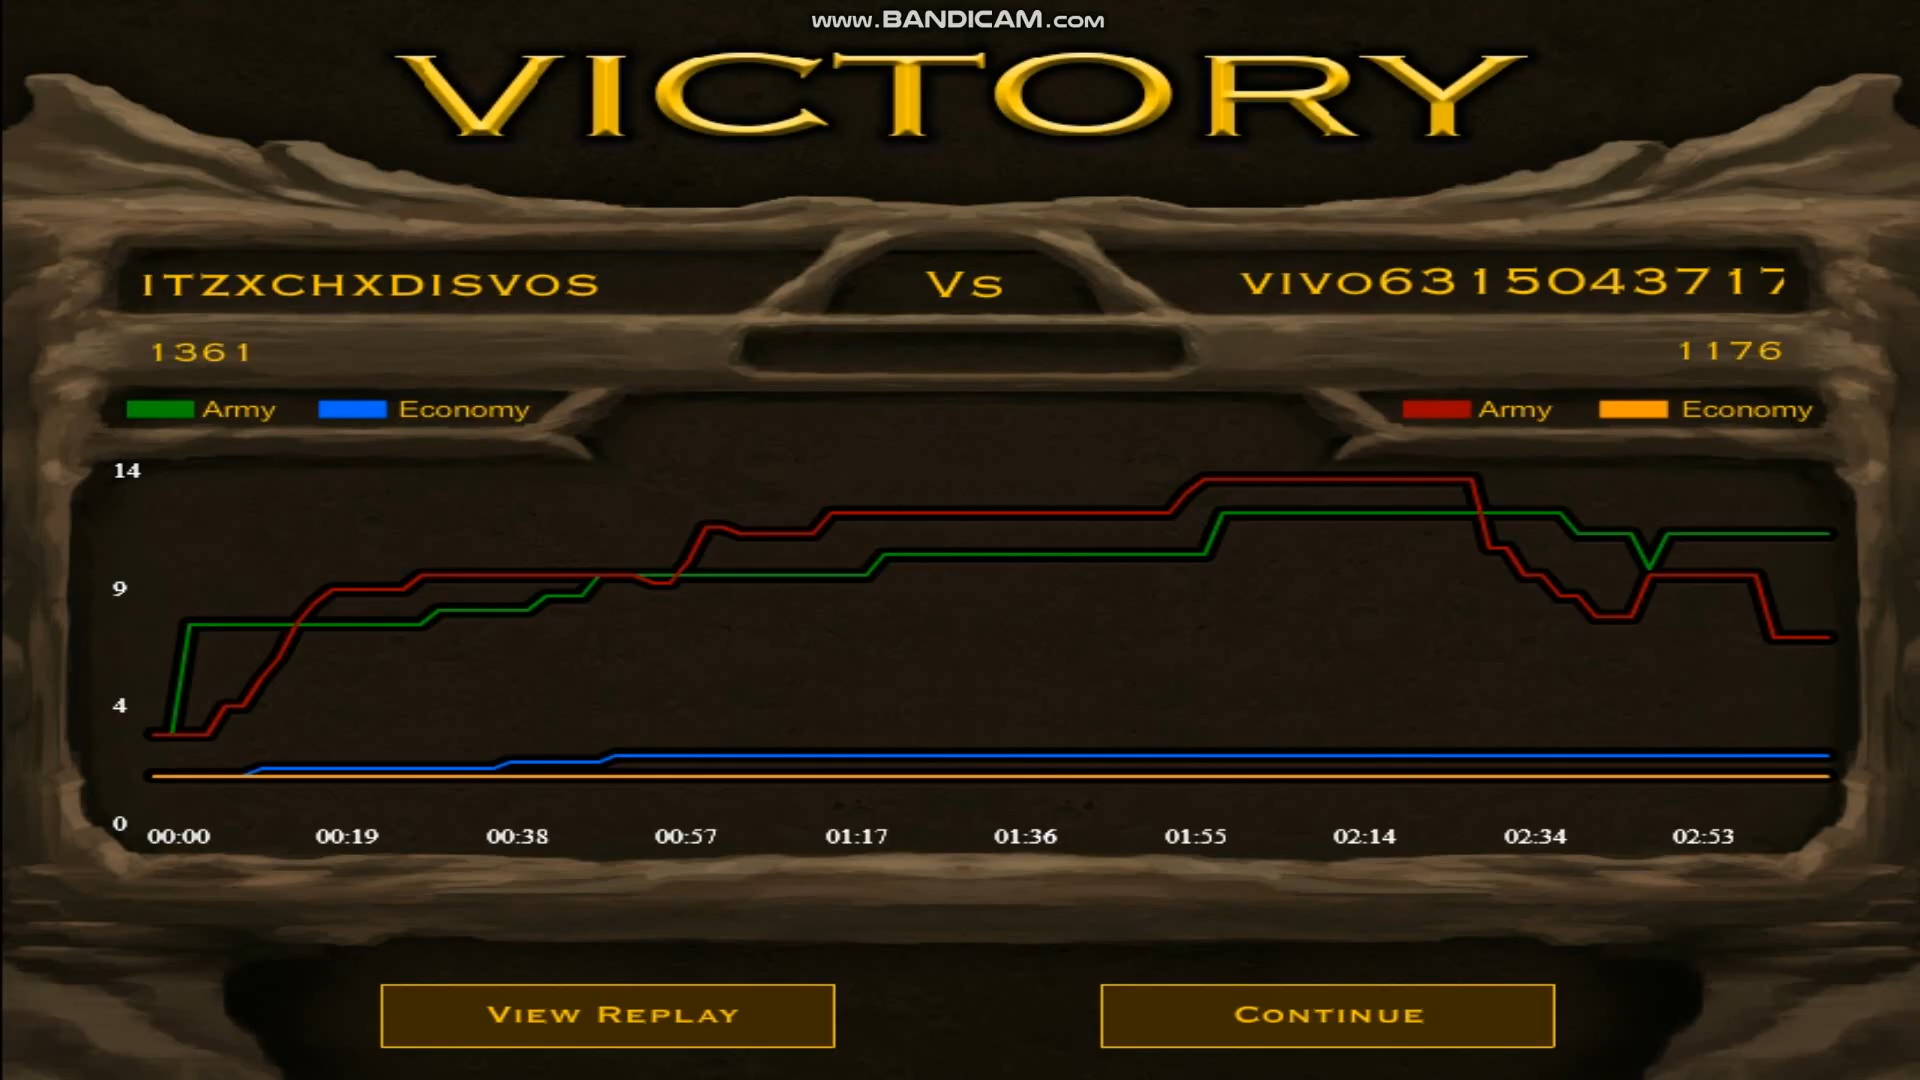 www.BANDICAM.com
VICTORY
ITZXCHXDISVOS Vs VIVO6315043717
1361 1176
Army Economy Army Economy
14
9
4
0
00:00 00:19 00:38 00:57 01:17 01:36 01:55 02:14 02:34 02:53
VIEW REPLAY CONTINUE